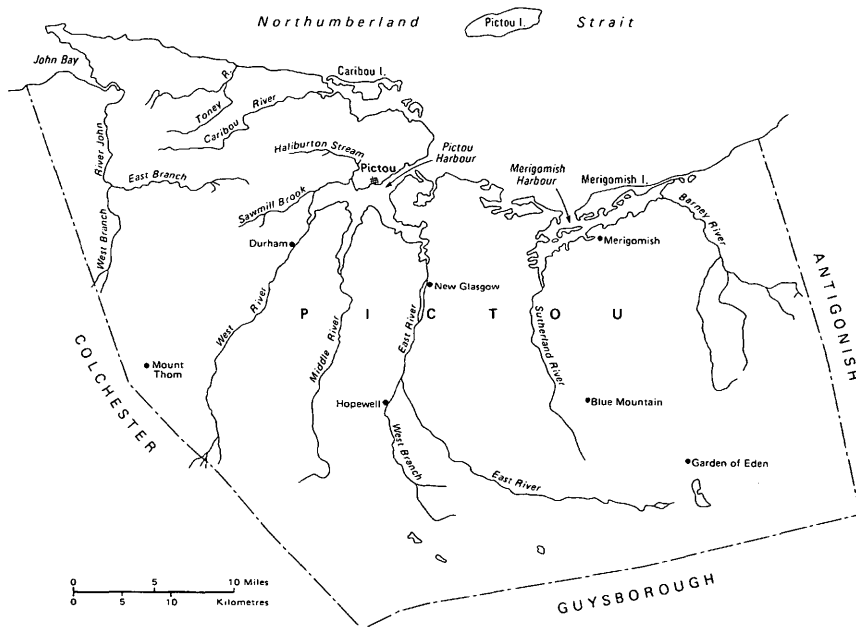 Northumberland Strait
Pictou I.
John Bay
Caribou I.
Toney R.
Caribou River
River John
Haliburton Stream
Pictou
Pictou Harbour
East Branch
Sawmill Brook
Merigomish Harbour
Merigomish I.
Barney River
West Branch
Durham
Merigomish
New Glasgow
PICTOU
ANTIGONISH
West River
Middle River
East River
Sutherland River
COLCHESTER
Mount
Thom
Hopewell
Blue Mountain
West Branch
East River
Garden of Eden
0 5 10 Miles
0 5 10
Kilometres
GUYSBOROUGH